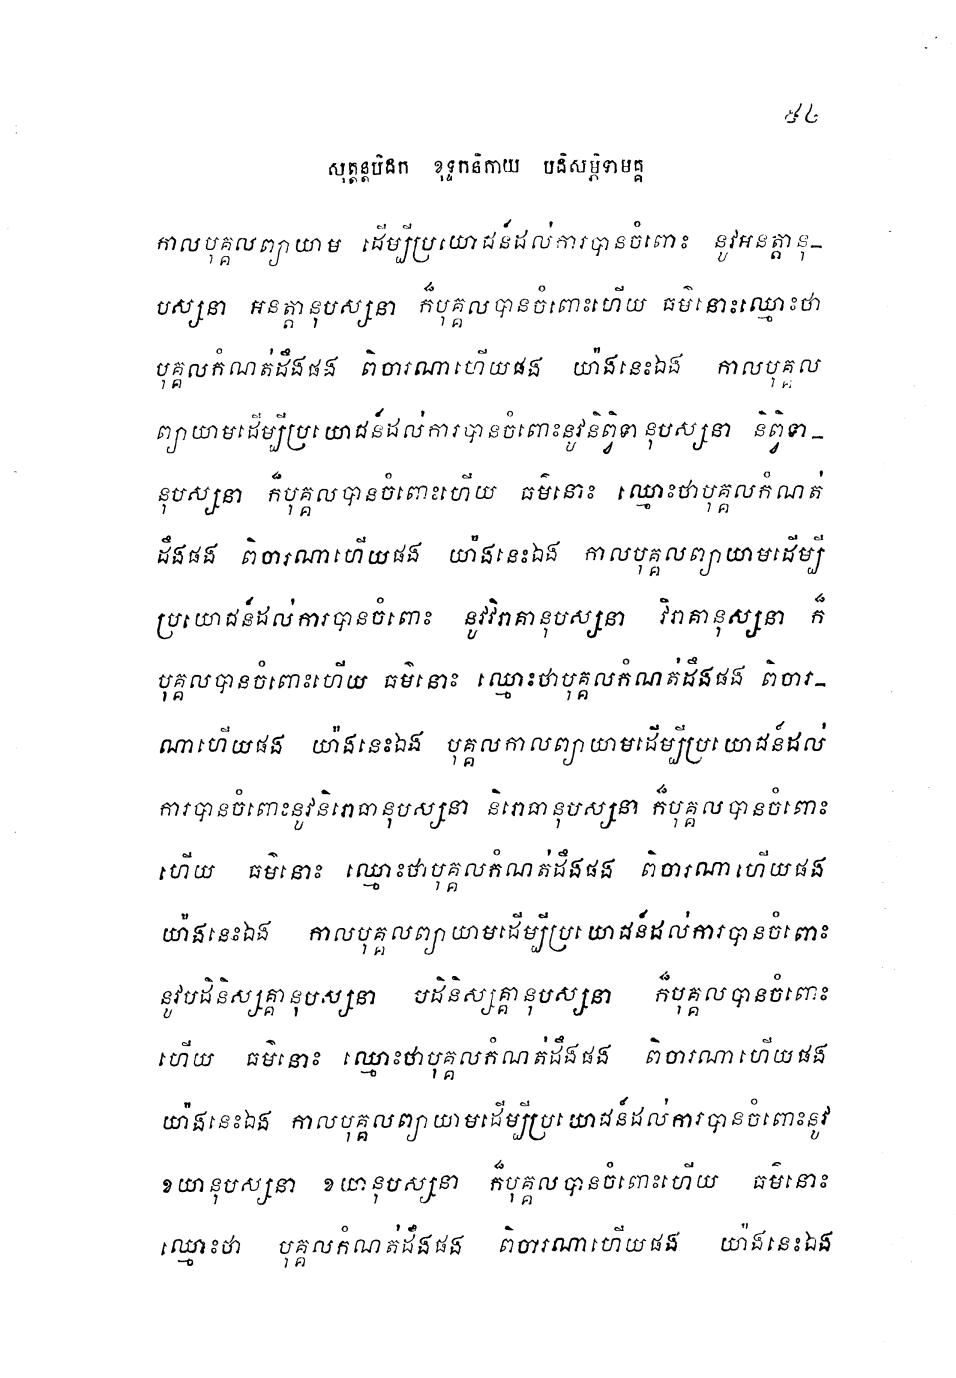 ៩៤
សុត្តន្តបិដក ខុទ្ទកនិកាយ បដិសម្ភិទាមគ្គ
កាលបុគ្គលព្យាយាម ដើម្បីប្រយោជន៍ដល់ការបានចំពោះ នូវអនត្តានុ-
បស្សនា អនត្តានុបស្សនា ក៏បុគ្គលបានចំពោះហើយ ធម៌នោះឈ្មោះថា
បុគ្គលកំណត់ដឹងផង ពិចារណាហើយផង យ៉ាងនេះឯង កាលបុគ្គល
ព្យាយាមដើម្បីប្រយោជន៍ដល់ការបានចំពោះនូវនិព្វិទានុបស្សនា និព្វិទា-
នុបស្សនា ក៏បុគ្គលបានចំពោះហើយ ធម៌នោះ ឈ្មោះថាបុគ្គលកំណត់
ដឹងផង ពិចារណាហើយផង យ៉ាងនេះឯង កាលបុគ្គលព្យាយាមដើម្បី
ប្រយោជន៍ដល់ការបានចំពោះ នូវវិរាគានុបស្សនា វិរាគានុស្សនា ក៏
បុគ្គលបានចំពោះហើយ ធម៌នោះ ឈ្មោះថាបុគ្គលកំណត់ដឹងផង ពិចារ-
ណាហើយផង យ៉ាងនេះឯង បុគ្គលកាលព្យាយាមដើម្បីប្រយោជន៍ដល់
ការបានចំពោះនូវនិរោធានុបស្សនា និរោធានុបស្សនា ក៏បុគ្គលបានចំពោះ
ហើយ ធម៌នោះ ឈ្មោះថាបុគ្គលកំណត់ដឹងផង ពិចារណាហើយផង
យ៉ាងនេះឯង កាលបុគ្គលព្យាយាមដើម្បីប្រយោជន៍ដល់ការបានចំពោះ
នូវបដិនិស្សគ្គានុបស្សនា បដិនិស្សគ្គានុបស្សនា ក៏បុគ្គលបានចំពោះ
ហើយ ធម៌នោះ ឈ្មោះថាបុគ្គលកំណត់ដឹងផង ពិចារណាហើយផង
យ៉ាងនេះឯង កាលបុគ្គលព្យាយាមដើម្បីប្រយោជន៍ដល់ការបានចំពោះនូវ
ខយានុបស្សនា ខយានុបស្សនា ក៏បុគ្គលបានចំពោះហើយ ធម៌នោះ
ឈ្មោះថា បុគ្គលកំណត់ដឹងផង ពិចារណាហើយផង យ៉ាងនេះឯង